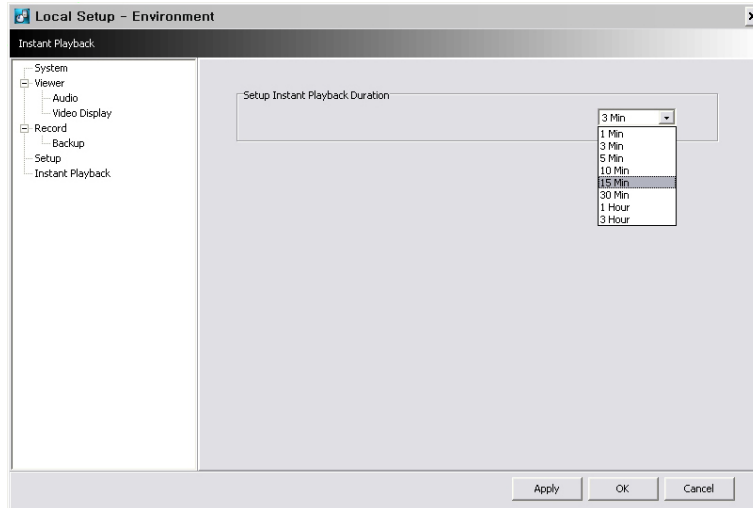 Local Setup - Environment
Instant Playback
System
Viewer
Audio
Video Display
Record
Backup
Setup
Instant Playback
Setup Instant Playback Duration
3 Min
1 Min
3 Min
5 Min
10 Min
15 Min
30 Min
1 Hour
3 Hour
Apply
OK
Cancel